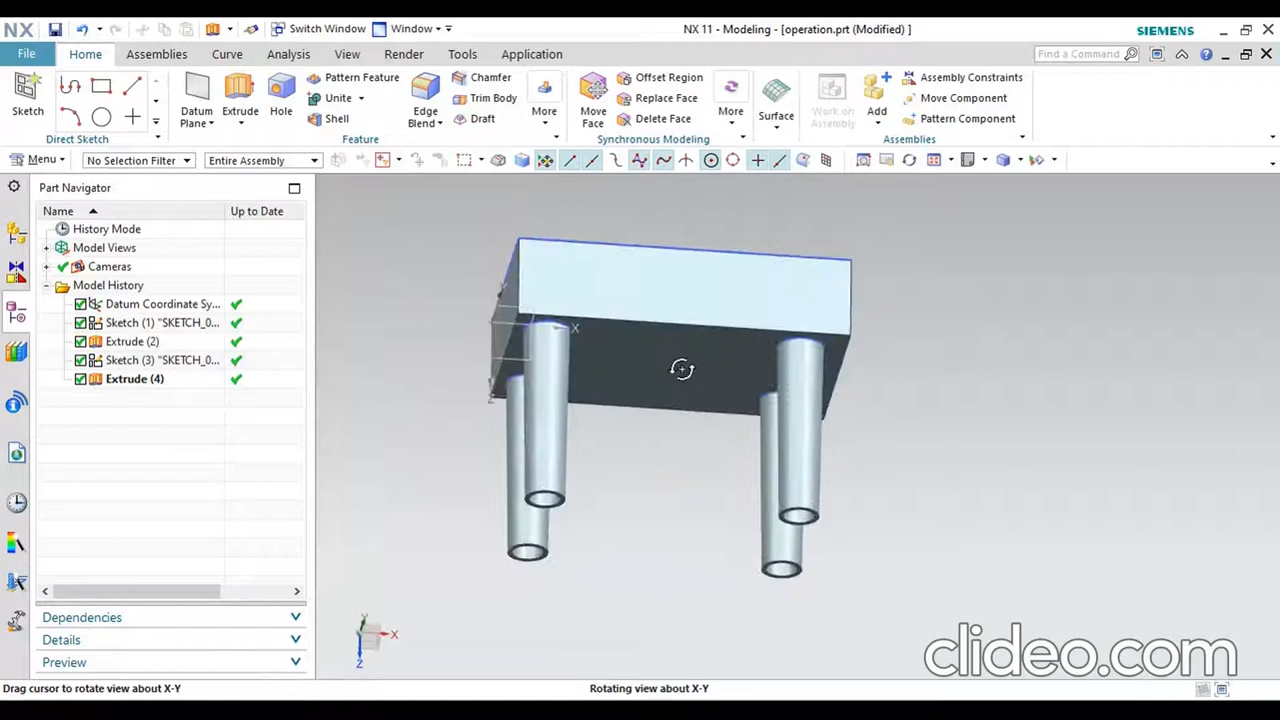 NX Switch Window Window NX 11 - Modeling - [operation.prt (Modified) ] SIEMENS
File Home Assemblies Curve Analysis View Render Tools Application Find a Command
Sketch
Direct Sketch
Datum Plane
Extrude
Hole
Pattern Feature
Unite
Shell
Edge Blend
Chamfer
Trim Body
Draft
More
Feature
Move Face
Offset Region
Replace Face
Delete Face
More
Synchronous Modeling
Surface
Work on Assembly
Add
Assembly Constraints
Move Component
Pattern Component
Assemblies
Menu No Selection Filter Entire Assembly
Part Navigator
Name Up to Date
History Mode
Model Views
Cameras
Model History
Datum Coordinate Sy...
Sketch (1) "SKETCH_0...
Extrude (2)
Sketch (3) "SKETCH_0...
Extrude (4)
X
Z
Dependencies
Details
Preview
Y
X
Z
clideo.com
Drag cursor to rotate view about X-Y Rotating view about X-Y